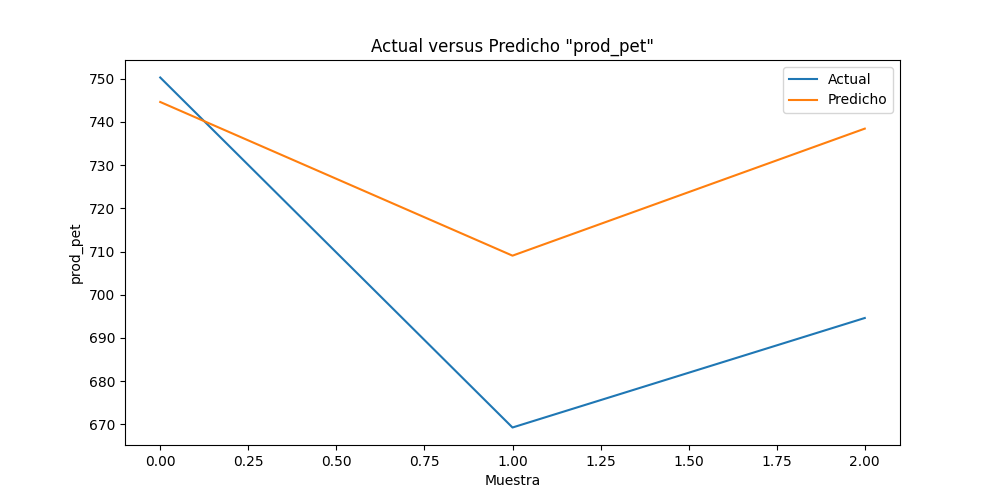 Actual versus Predicho "prod_pet"
Actual
Predicho
prod_pet
750
740
730
720
710
700
690
680
670
0.00 0.25 0.50 0.75 1.00 1.25 1.50 1.75 2.00
Muestra